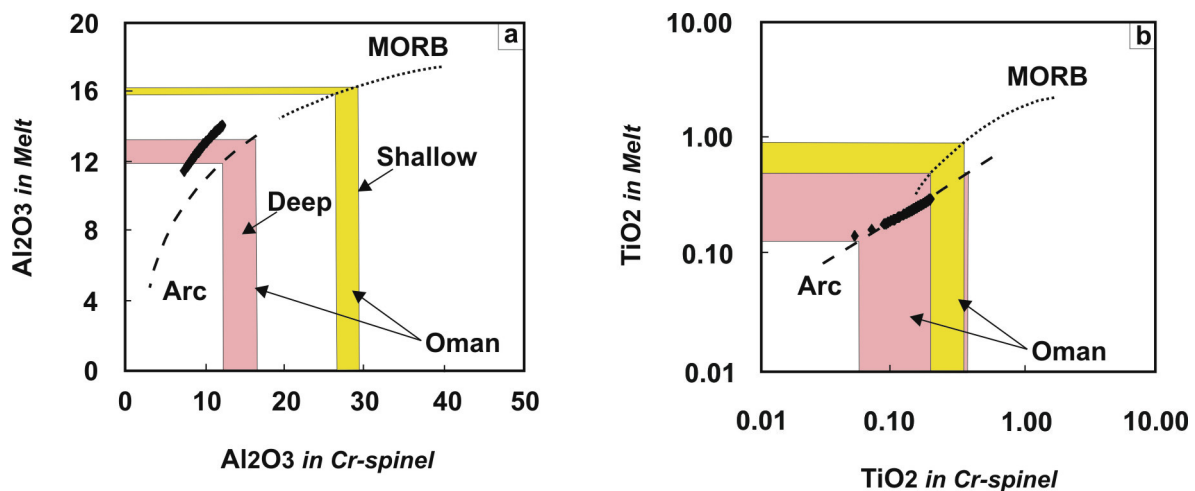 a
20
16
12
8
4
0
Al2O3 in Melt
MORB
Shallow
Deep
Arc
Oman
0 10 20 30 40 50
Al2O3 in Cr-spinel
b
10.00
1.00
0.10
0.01
TiO2 in Melt
MORB
Arc
Oman
0.01 0.10 1.00 10.00
TiO2 in Cr-spinel